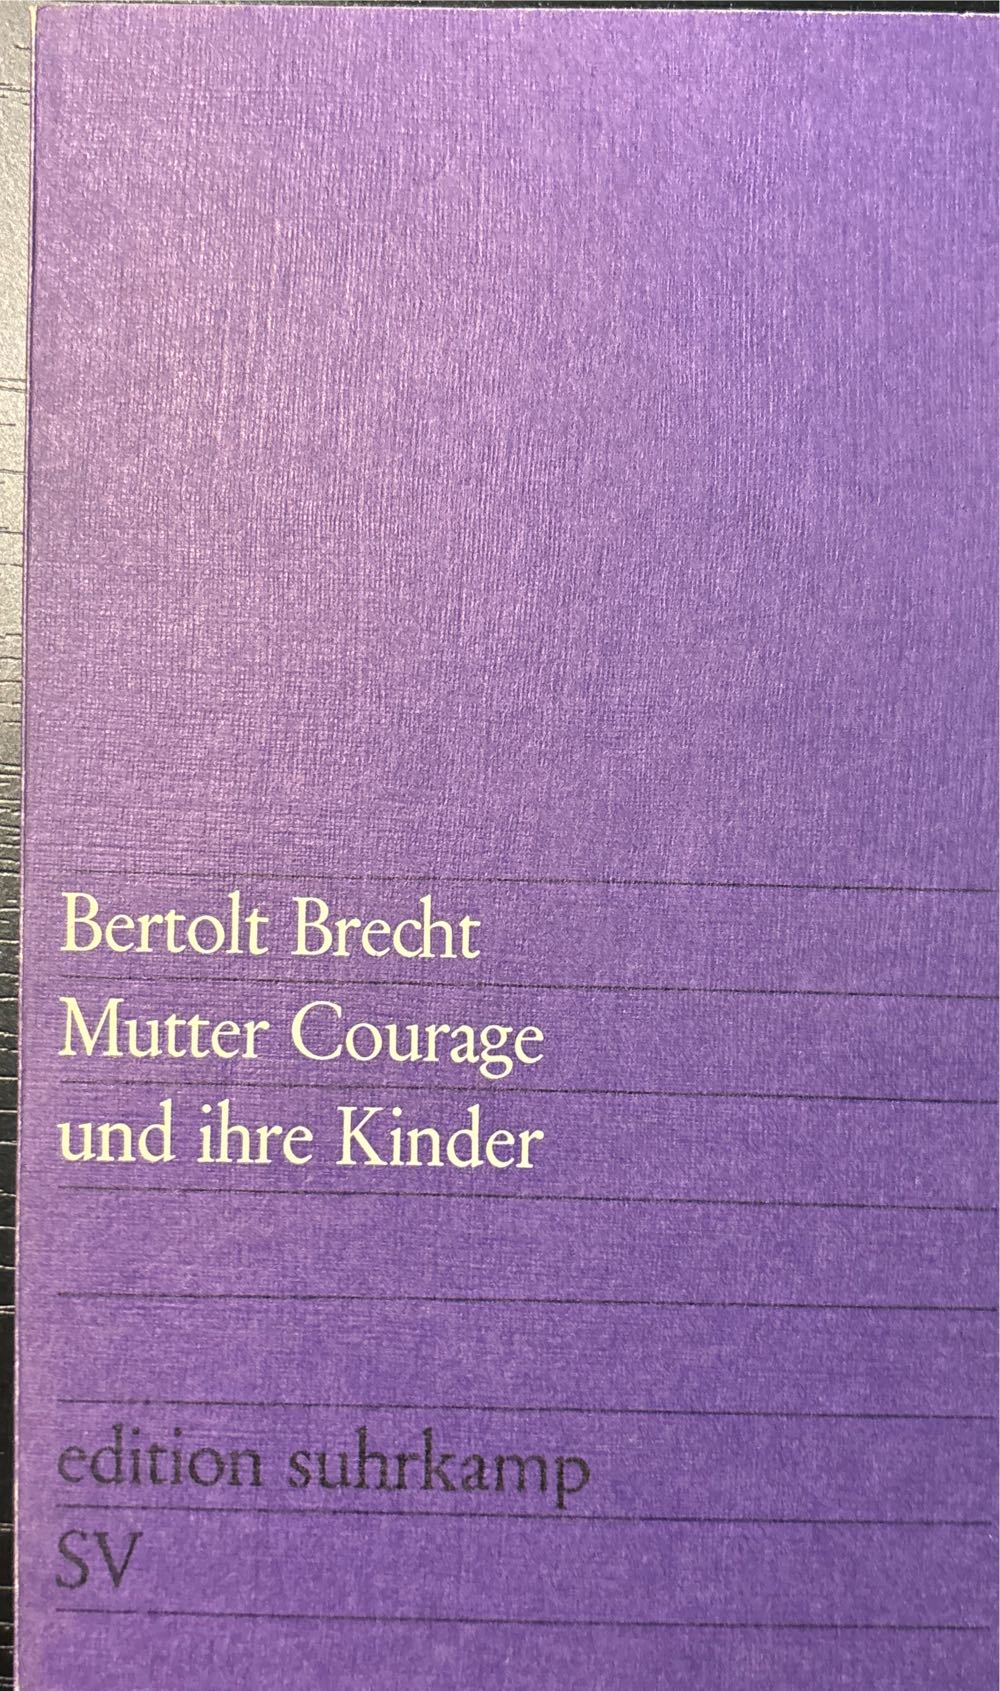 Bertolt Brecht
Mutter Courage
und ihre Kinder
edition suhrkamp
SV